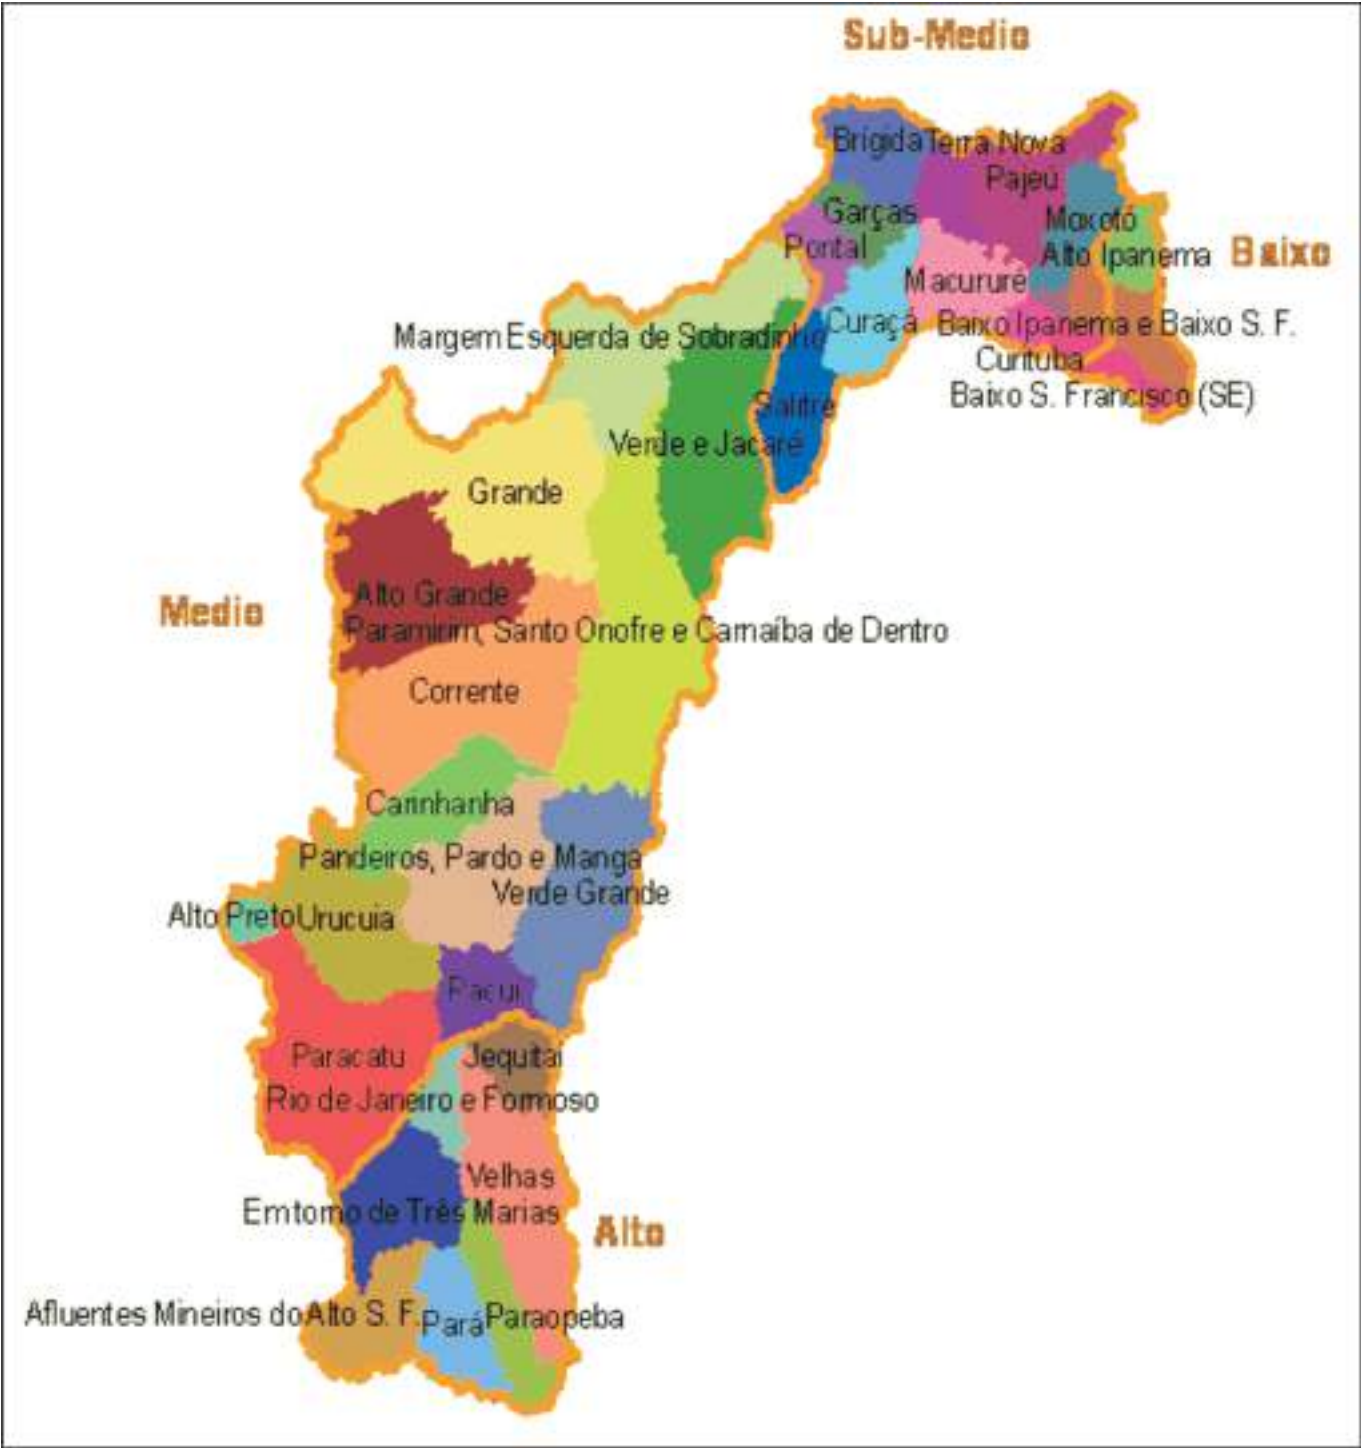 Sub-Medio
Brígida
Terra Nova
Pajeú
Garças
Moxotó
Pontal
Alto Ipanema
Baixo
Macururé
Margem Esquerda de Sobradinho
Curaçá
Baixo Ipanema e Baixo S. F.
Curituba
Baixo S. Francisco (SE)
Salitre
Verde e Jacaré
Grande
Medio
Alto Grande
Paramirim, Santo Onofre e Carnaíba de Dentro
Corrente
Carinhanha
Pandeiros, Pardo e Manga
Verde Grande
Alto Preto
Urucuia
Pacuí
Paracatu
Jequitaí
Rio de Janeiro e Formoso
Velhas
Emtorno de Três Marias
Alto
Afluentes Mineiros do Alto S. F.
Pará
Paraopeba